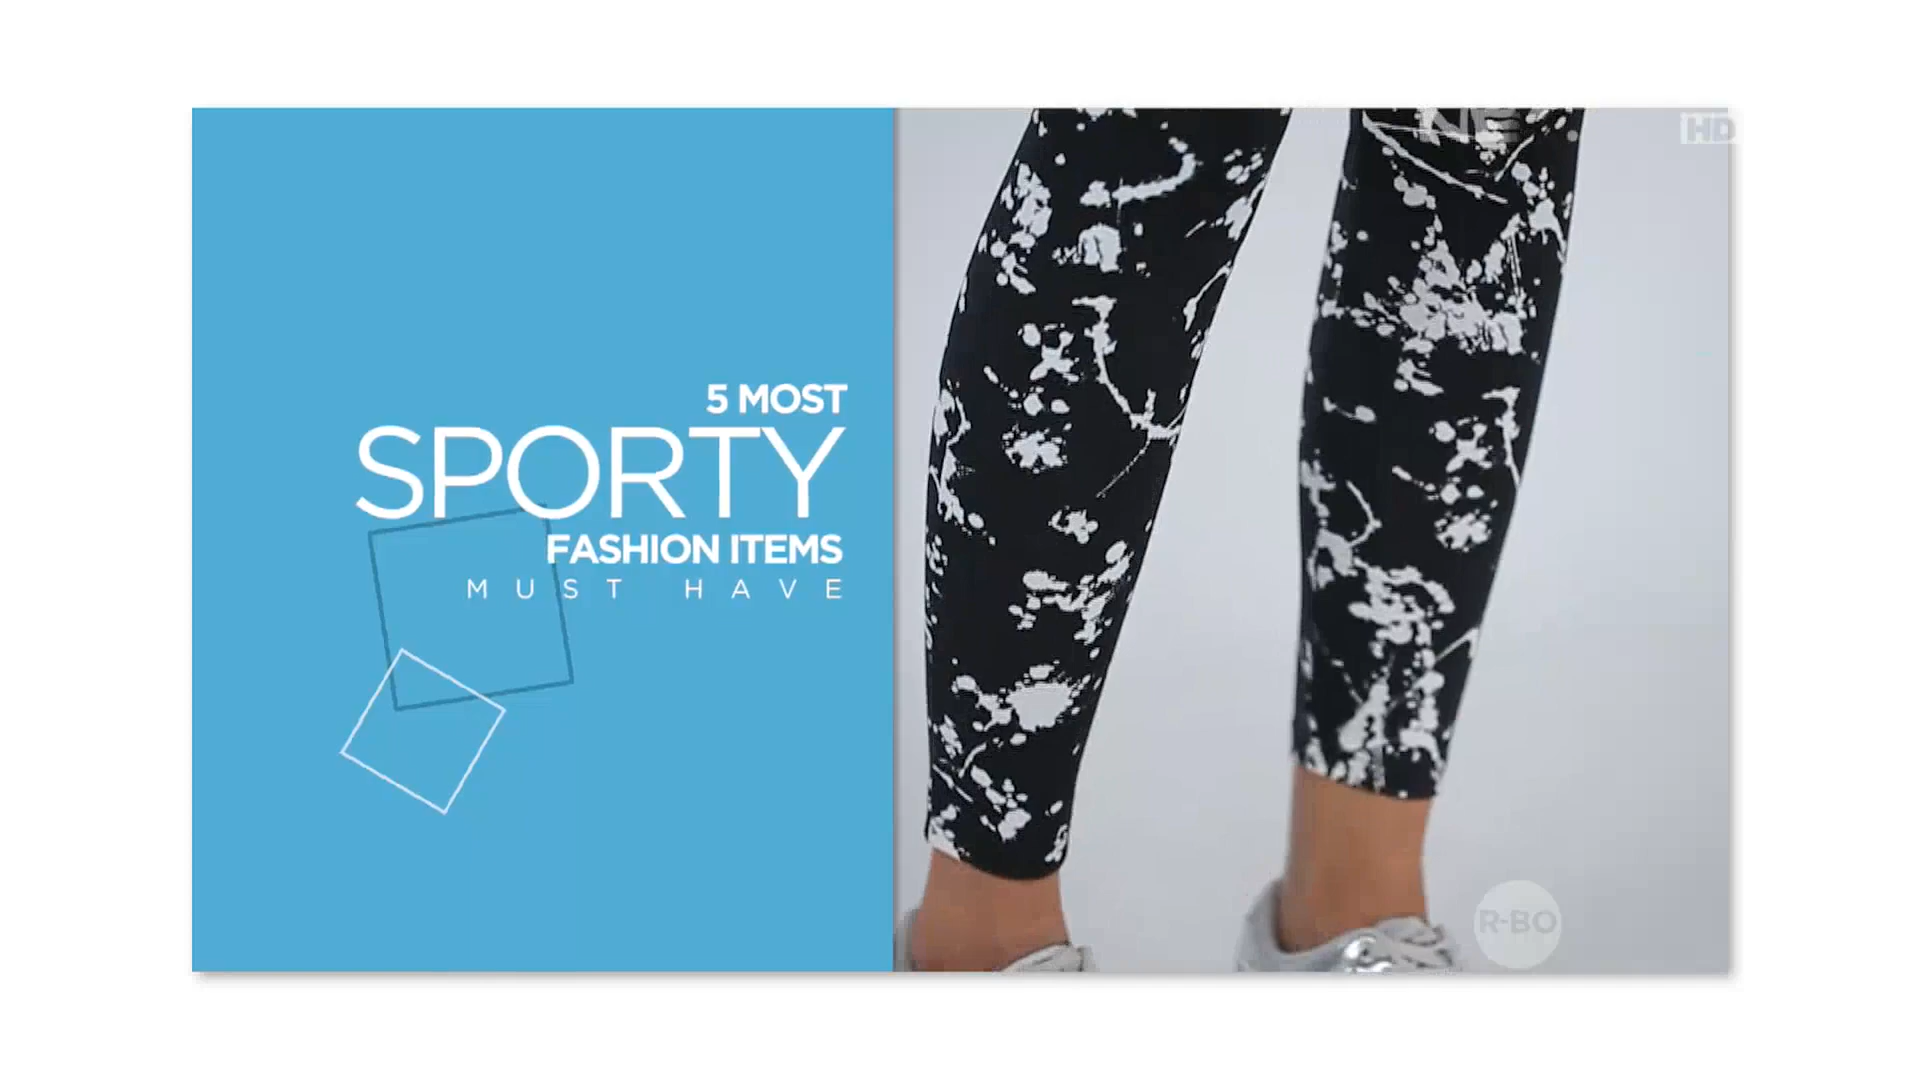 5 MOST
SPORTY
FASHION ITEMS
MUST HAVE
HD
R-BO